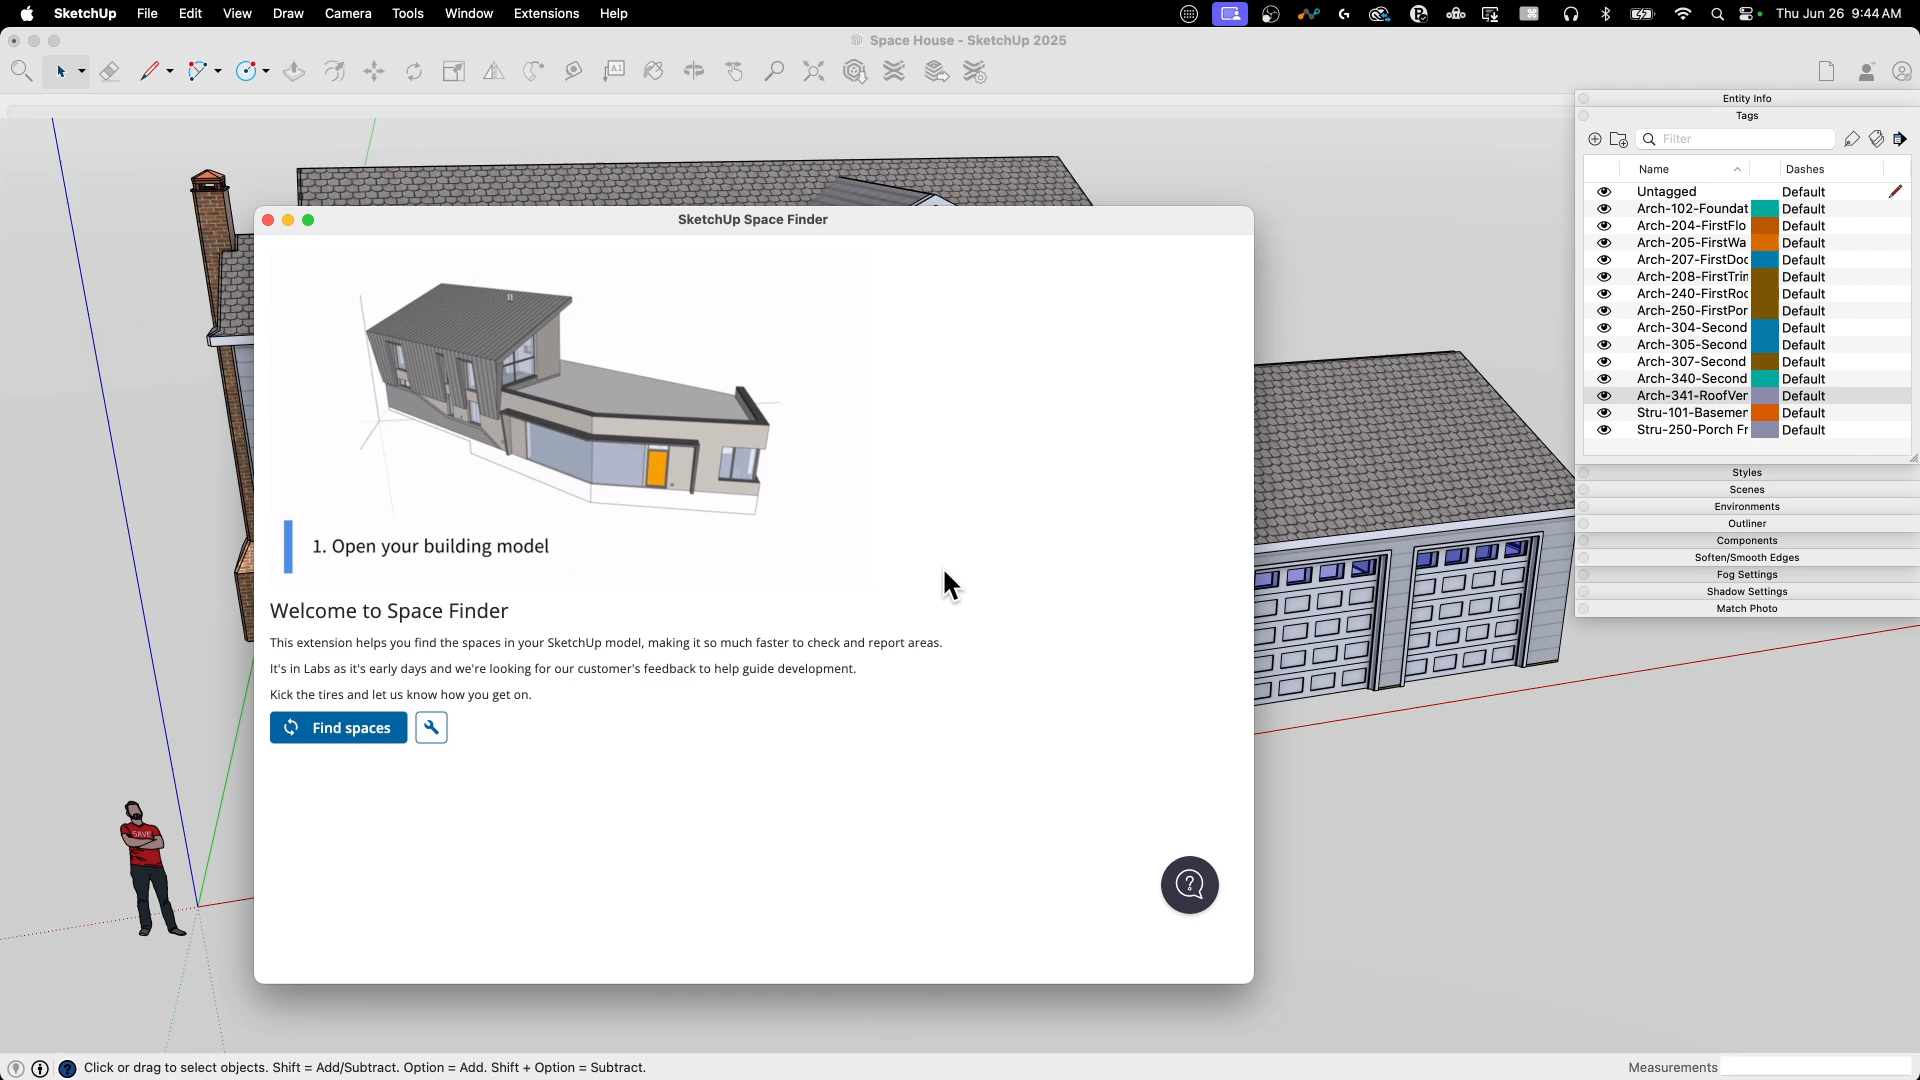 SketchUp File Edit View Draw Camera Tools Window Extensions Help Thu Jun 26 9:44 AM
Space House - SketchUp 2025
A1
Entity Info
Tags
Filter
Name Dashes
Untagged Default
Arch-102-Foundat Default
Arch-204-FirstFlo Default
Arch-205-FirstWa Default
Arch-207-FirstDoc Default
Arch-208-FirstTrin Default
Arch-240-FirstRoc Default
Arch-250-FirstPor Default
Arch-304-Second Default
Arch-305-Second Default
Arch-307-Second Default
Arch-340-Second Default
Arch-341-RoofVer Default
Stru-101-Basemer Default
Stru-250-Porch Fr Default
Styles
Scenes
Environments
Outliner
Components
Soften/Smooth Edges
Fog Settings
Shadow Settings
Match Photo
SketchUp Space Finder
1. Open your building model
Welcome to Space Finder
This extension helps you find the spaces in your SketchUp model, making it so much faster to check and report areas.
It's in Labs as it's early days and we're looking for our customer's feedback to help guide development.
Kick the tires and let us know how you get on.
Find spaces
?
SAVE
? Click or drag to select objects. Shift = Add/Subtract. Option = Add. Shift + Option = Subtract.
Measurements